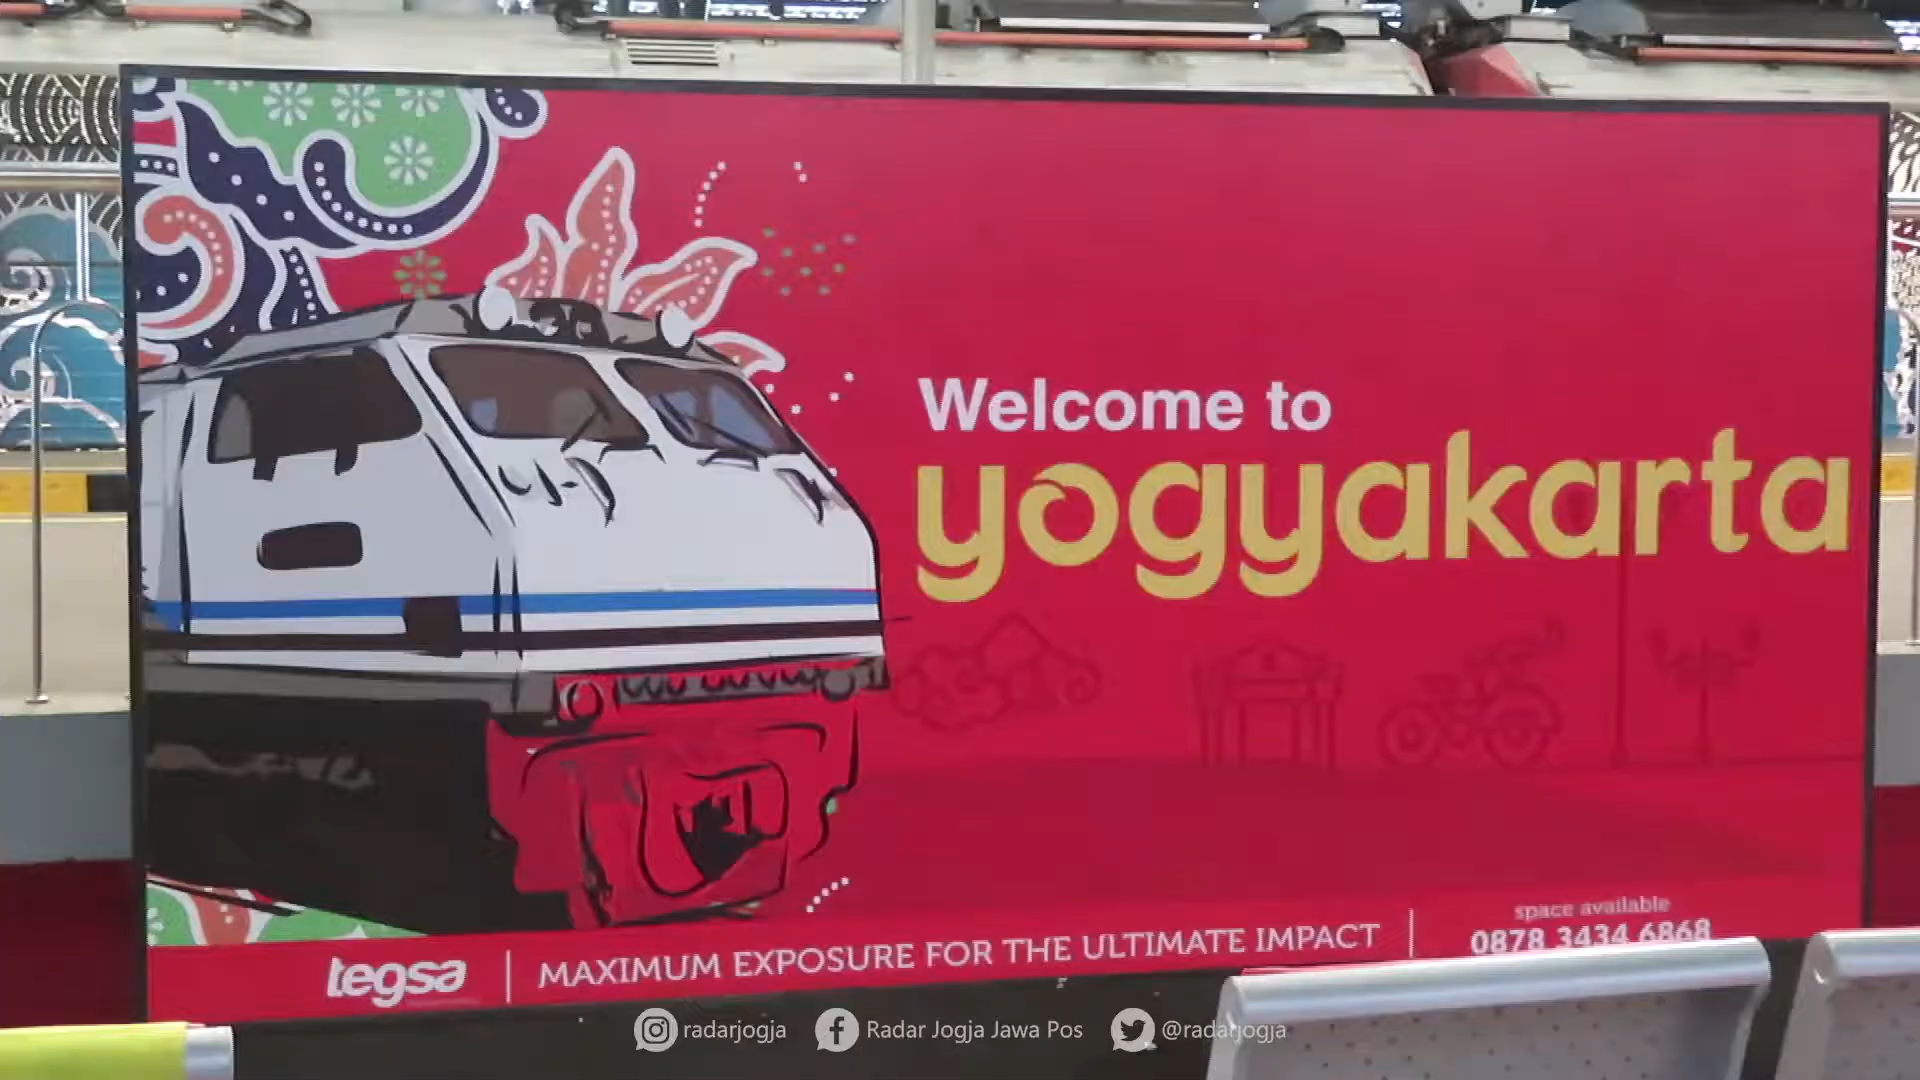 Welcome to
yogyakarta
space available
0878 3434 6868
tegsa
MAXIMUM EXPOSURE FOR THE ULTIMATE IMPACT
radarjogja
Radar Jogja Jawa Pos
@radarjogja